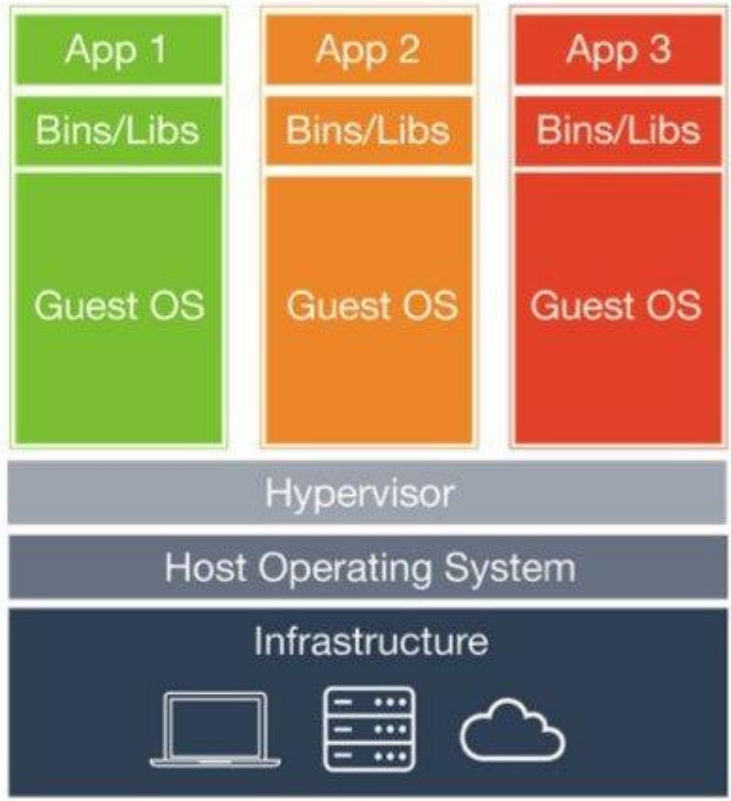 App 1
App 2
App 3
Bins/Libs
Bins/Libs
Bins/Libs
Guest OS
Guest OS
Guest OS
Hypervisor
Host Operating System
Infrastructure